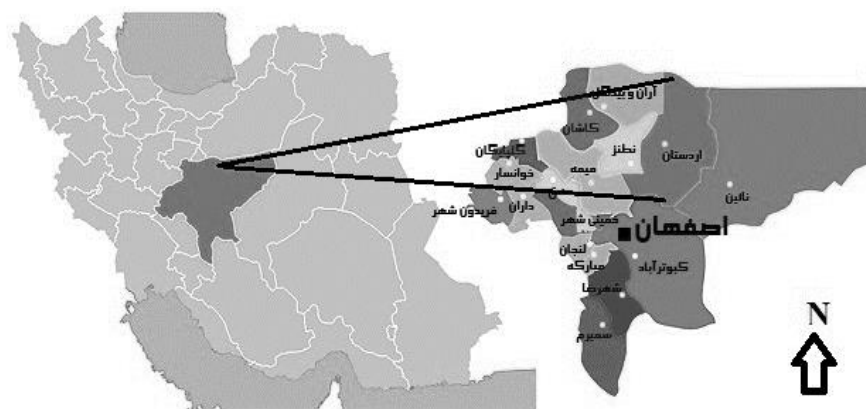 آران و بیدگل
کاشان
گلپایگان
نطنز
اردستان
خوانسار
میمه
نائین
داران
فریدون شهر
خمینی شهر
اصفهان
لنجان
مبارکه
کبوترآباد
شهرضا
سمیرم
N